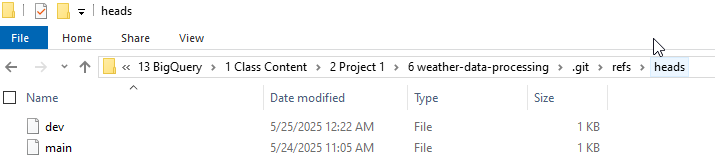 heads
File Home Share View
« 13 BigQuery › 1 Class Content › 2 Project 1 › 6 weather-data-processing › .git › refs › heads
Name Date modified Type Size
dev 5/25/2025 12:22 AM File 1 KB
main 5/24/2025 11:05 AM File 1 KB